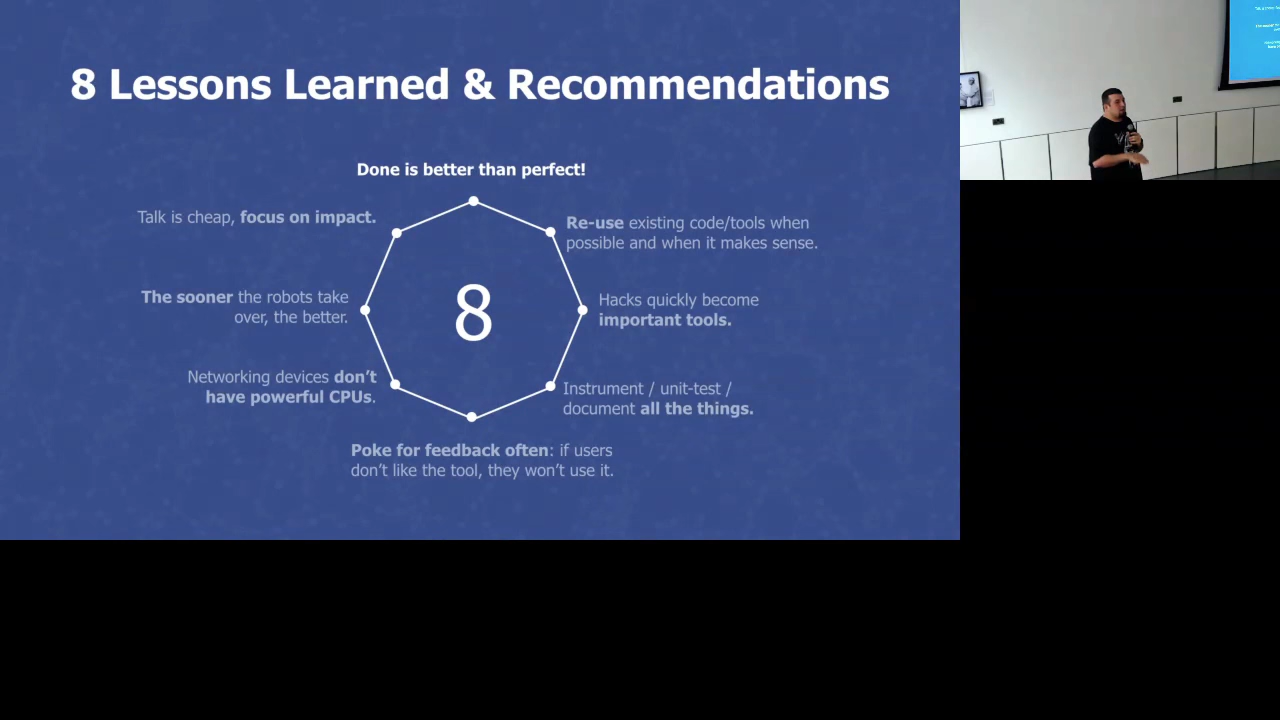 8 Lessons Learned & Recommendations
Done is better than perfect!
Talk is cheap, focus on impact.
Re-use existing code/tools when
possible and when it makes sense.
The sooner the robots take
over, the better.
8
Hacks quickly become
important tools.
Networking devices don’t
have powerful CPUs.
Instrument / unit-test /
document all the things.
Poke for feedback often: if users
don’t like the tool, they won’t use it.